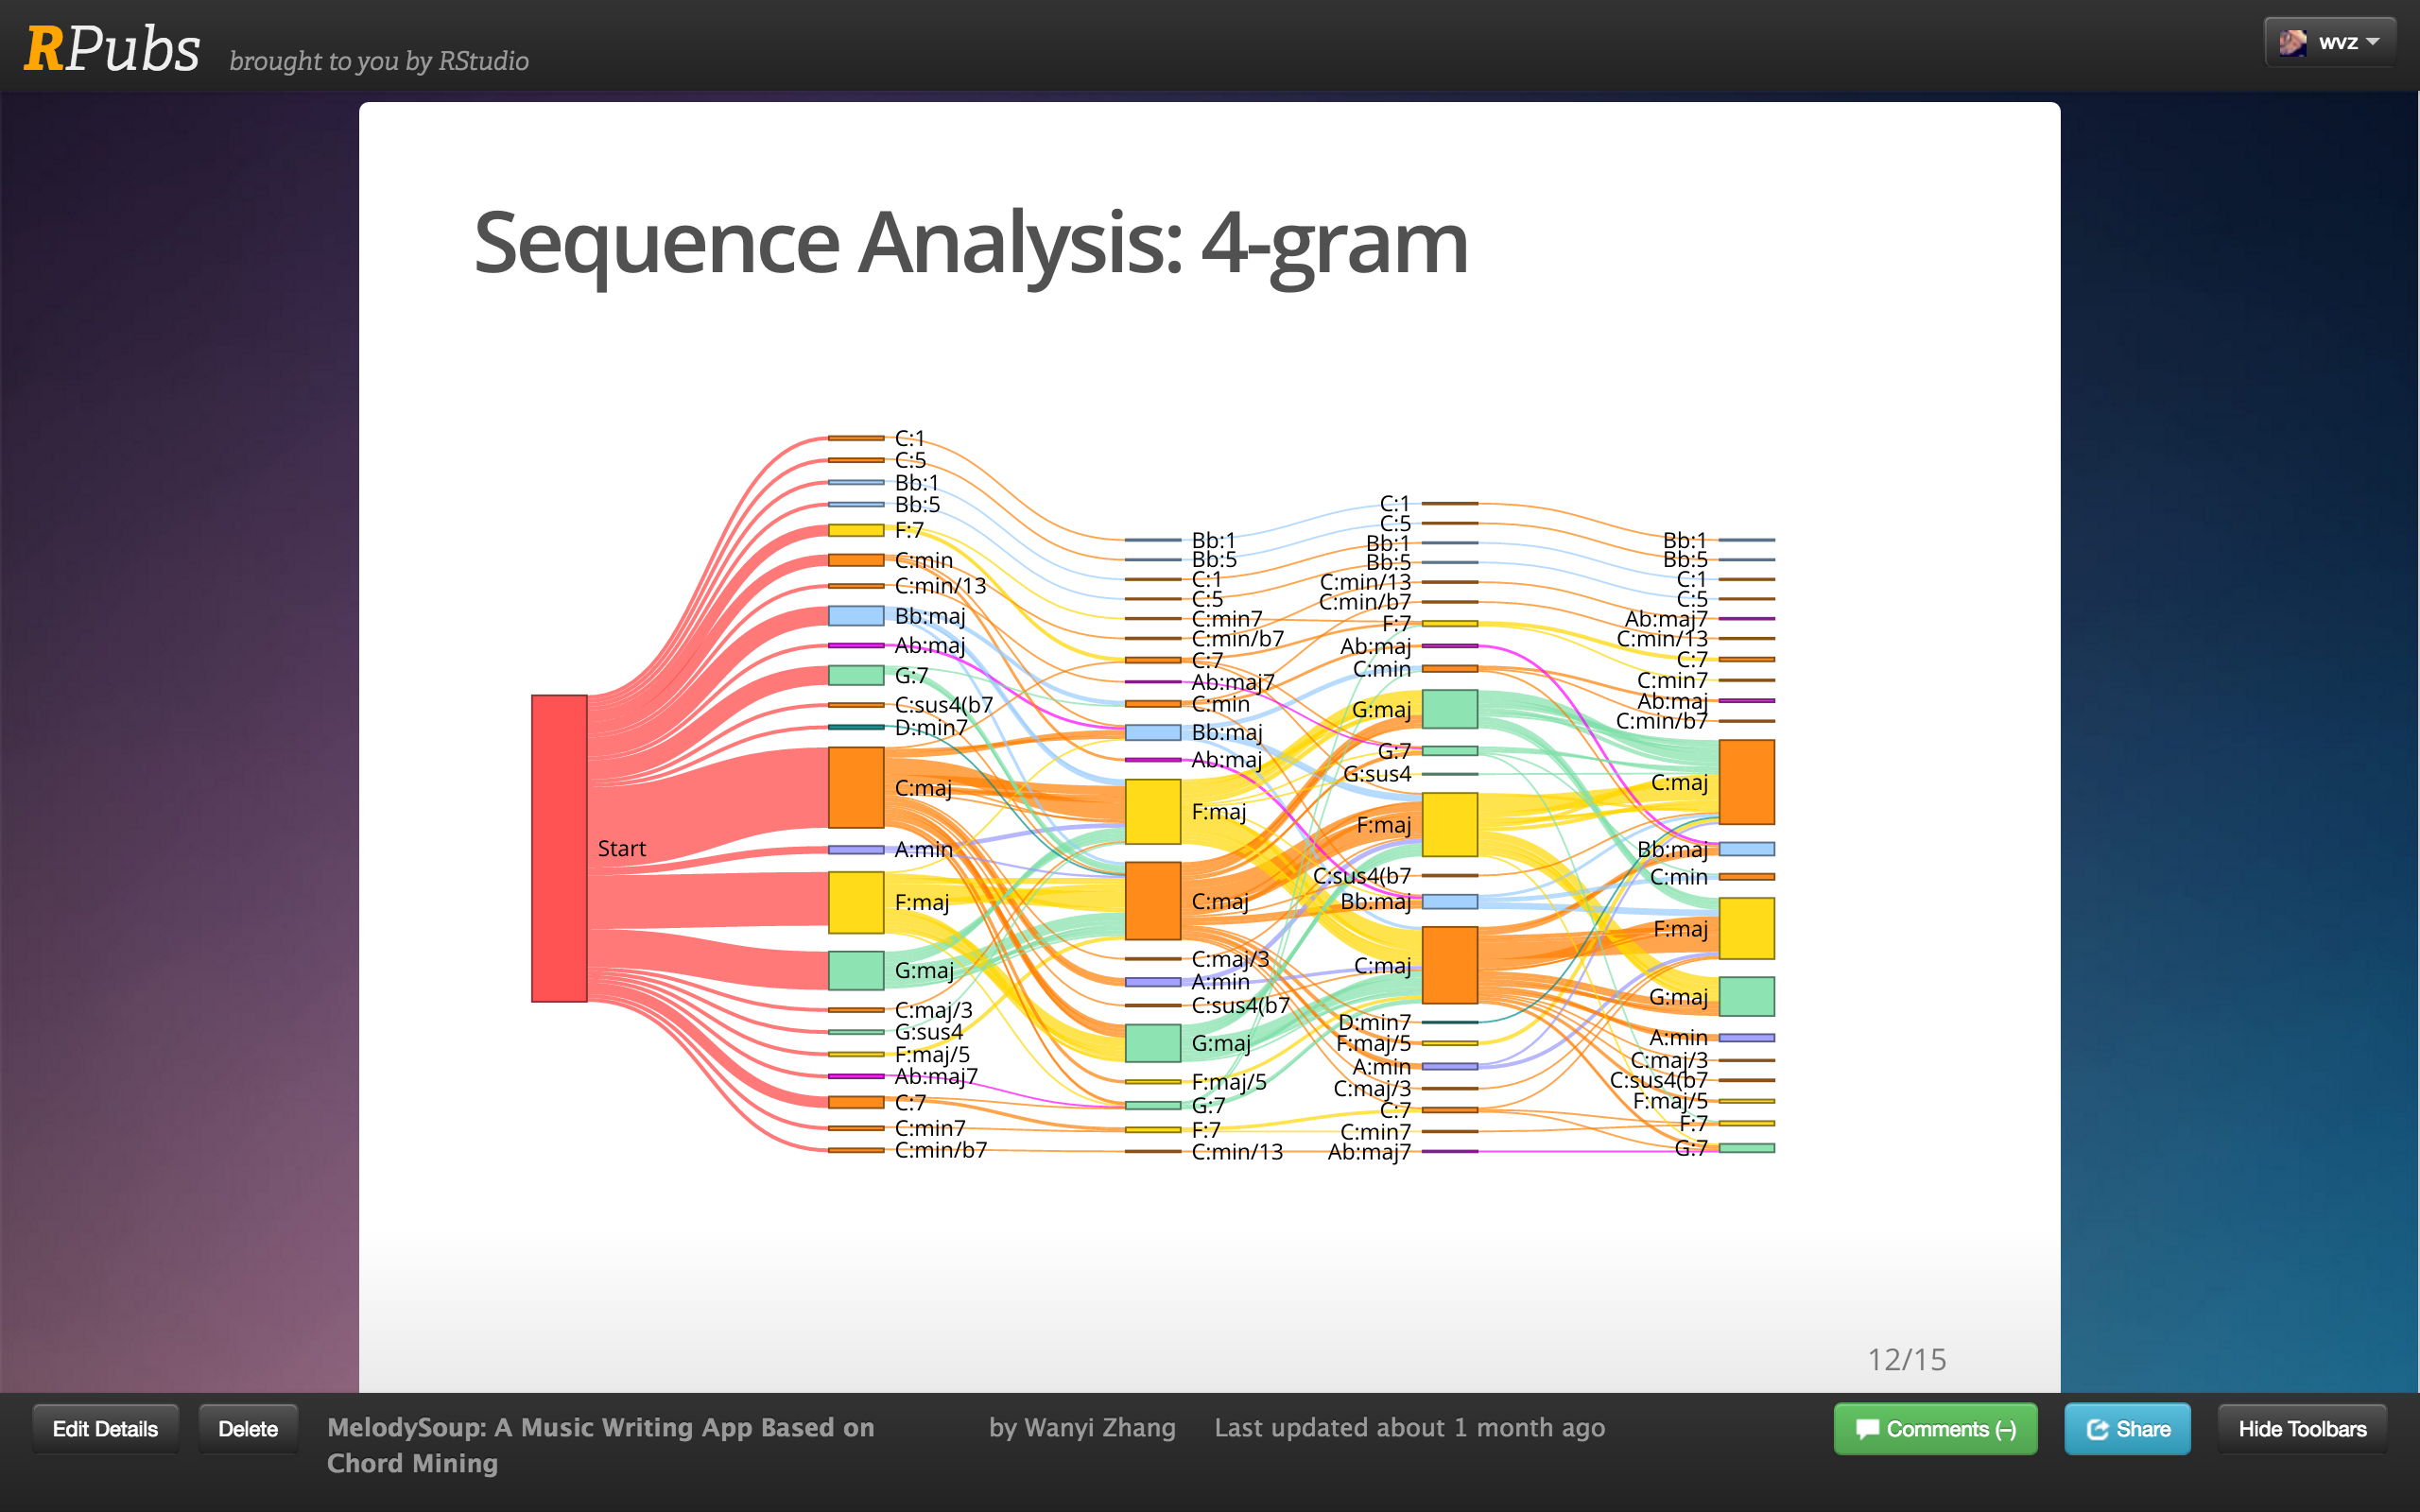 RPubs brought to you by RStudio
wvz
Sequence Analysis: 4-gram
Start
C:1
C:5
Bb:1
Bb:5
F:7
C:min
C:min/13
Bb:maj
Ab:maj
G:7
C:sus4(b7
D:min7
C:maj
A:min
F:maj
G:maj
C:maj/3
G:sus4
F:maj/5
Ab:maj7
C:7
C:min7
C:min/b7
Bb:1
Bb:5
C:1
C:5
C:min7
C:min/b7
C:7
Ab:maj7
C:min
Bb:maj
Ab:maj
F:maj
C:maj
C:maj/3
A:min
C:sus4(b7
G:maj
F:maj/5
G:7
F:7
C:min/13
C:1
C:5
Bb:1
Bb:5
C:min/13
C:min/b7
F:7
Ab:maj
C:min
G:maj
G:7
G:sus4
F:maj
C:sus4(b7
Bb:maj
C:maj
D:min7
F:maj/5
A:min
C:maj/3
C:7
C:min7
Ab:maj7
Bb:1
Bb:5
C:1
C:5
Ab:maj7
C:min/13
C:7
C:min7
Ab:maj
C:min/b7
C:maj
Bb:maj
C:min
F:maj
G:maj
A:min
C:maj/3
C:sus4(b7
F:maj/5
F:7
G:7
12/15
Edit Details
Delete
MelodySoup: A Music Writing App Based on
Chord Mining
by Wanyi Zhang
Last updated about 1 month ago
Comments (–)
Share
Hide Toolbars